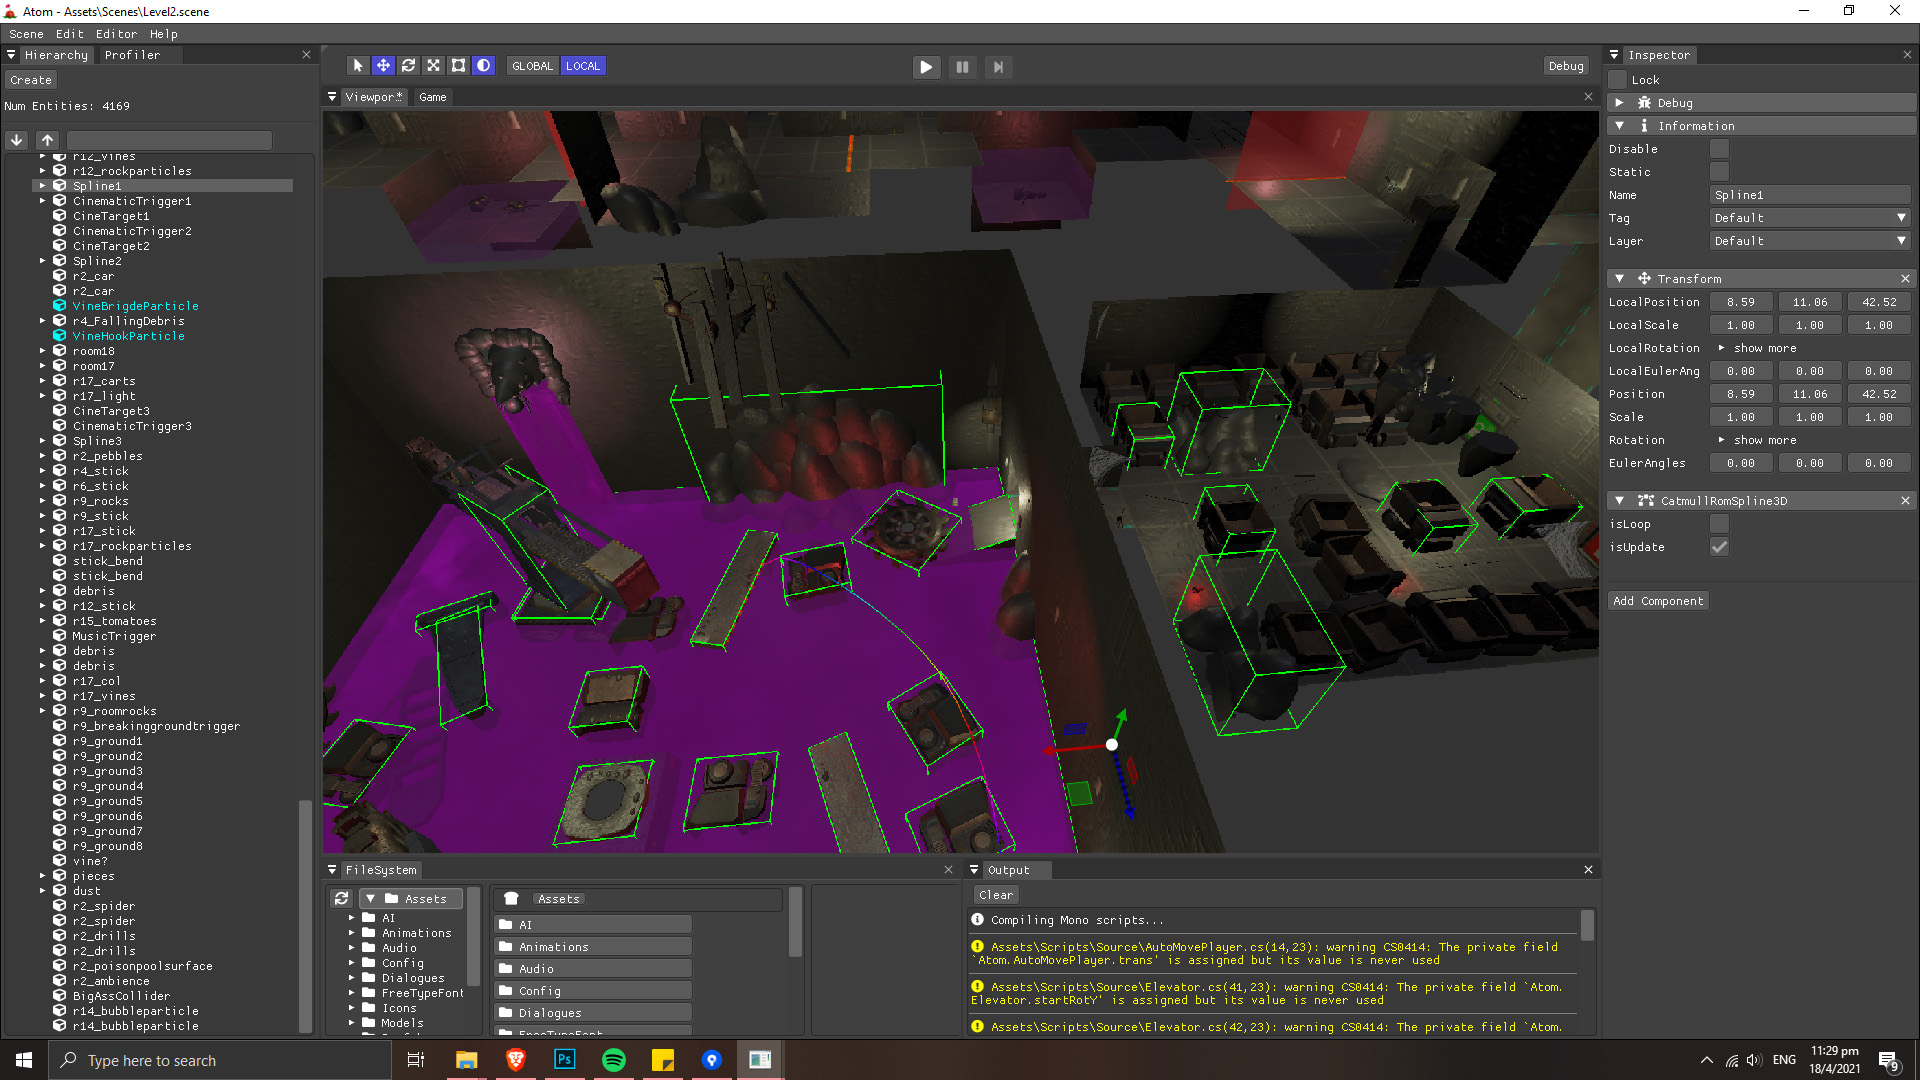 Atom - Assets\Scenes\Level2.scene
Scene Edit Editor Help
Hierarchy Profiler
Create
Num Entities: 4169
r12_vines
r12_rockparticles
Spline1
CinematicTrigger1
CineTarget1
CinematicTrigger2
CineTarget2
Spline2
r2_car
r2_car
VineBrigdeParticle
r4_FallingDebris
VineHookParticle
room18
room17
r17_carts
r17_light
CineTarget3
CinematicTrigger3
Spline3
r2_pebbles
r4_stick
r6_stick
r9_rocks
r9_stick
r17_stick
r17_rockparticles
stick_bend
stick_bend
debris
r12_stick
r15_tomatoes
MusicTrigger
debris
debris
r17_col
r17_vines
r9_roomrocks
r9_breakinggroundtrigger
r9_ground1
r9_ground2
r9_ground3
r9_ground4
r9_ground5
r9_ground6
r9_ground7
r9_ground8
vine?
pieces
dust
r2_spider
r2_spider
r2_drills
r2_drills
r2_poisonpoolsurface
r2_ambience
BigAssCollider
r14_bubbleparticle
r14_bubbleparticle
GLOBAL LOCAL
Debug
Viewpor* Game
FileSystem
Assets
AI
Animations
Audio
Config
Dialogues
FreeTypeFont
Icons
Models
Assets
AI
Animations
Audio
Config
Dialogues
FreeTypeFont
Output
Clear
Compiling Mono scripts...
Assets\Scripts\Source\AutoMovePlayer.cs(14,23): warning CS0414: The private field
`Atom.AutoMovePlayer.trans' is assigned but its value is never used
Assets\Scripts\Source\Elevator.cs(41,23): warning CS0414: The private field `Atom.
Elevator.startRotY' is assigned but its value is never used
Assets\Scripts\Source\Elevator.cs(42,23): warning CS0414: The private field `Atom.
Inspector
Lock
Debug
Information
Disable
Static
Name Spline1
Tag Default
Layer Default
Transform
LocalPosition 8.59 11.06 42.52
LocalScale 1.00 1.00 1.00
LocalRotation show more
LocalEulerAng 0.00 0.00 0.00
Position 8.59 11.06 42.52
Scale 1.00 1.00 1.00
Rotation show more
EulerAngles 0.00 0.00 0.00
CatmullRomSpline3D
isLoop
isUpdate
Add Component
Type here to search
Ps
ENG
11:29 pm
18/4/2021
9